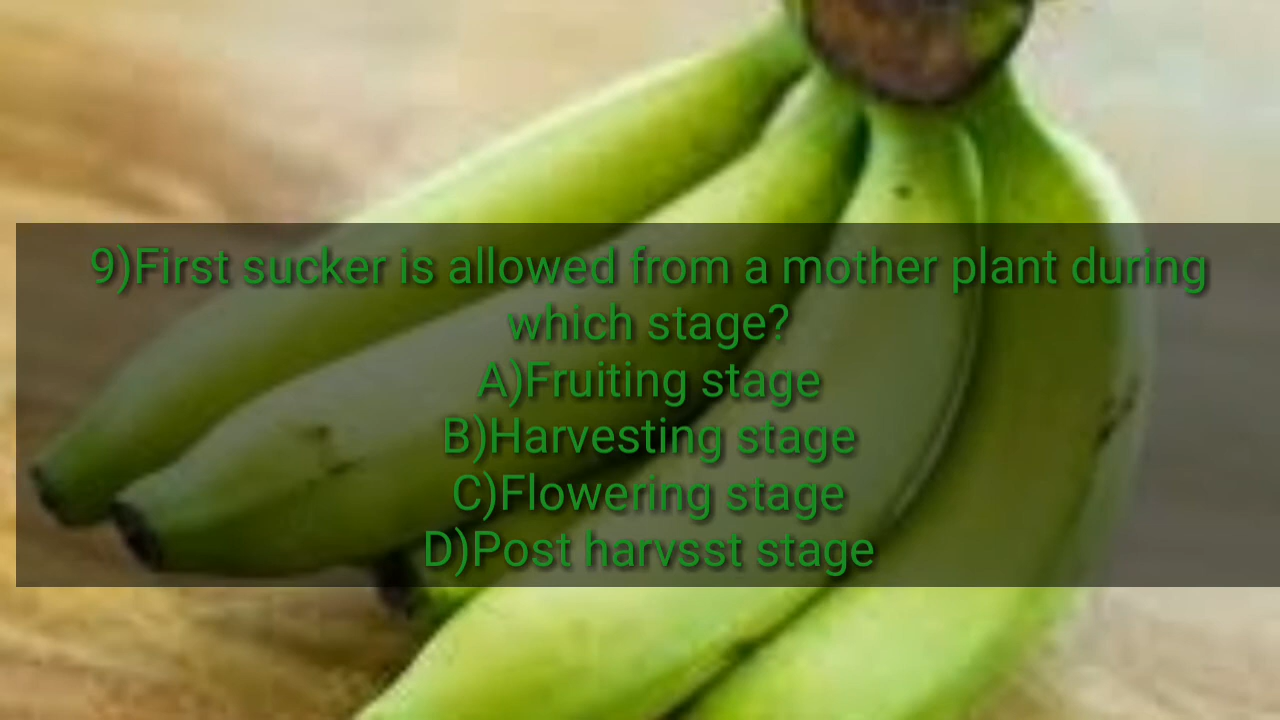 9)First sucker is allowed from a mother plant during
which stage?
A)Fruiting stage
B)Harvesting stage
C)Flowering stage
D)Post harvsst stage